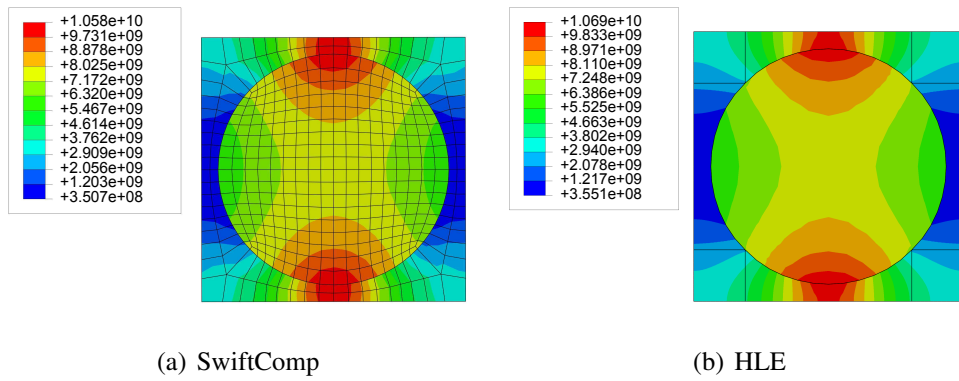 +1.058e+10
+9.731e+09
+8.878e+09
+8.025e+09
+7.172e+09
+6.320e+09
+5.467e+09
+4.614e+09
+3.762e+09
+2.909e+09
+2.056e+09
+1.203e+09
+3.507e+08
+1.069e+10
+9.833e+09
+8.971e+09
+8.110e+09
+7.248e+09
+6.386e+09
+5.525e+09
+4.663e+09
+3.802e+09
+2.940e+09
+2.078e+09
+1.217e+09
+3.551e+08
(a) SwiftComp
(b) HLE